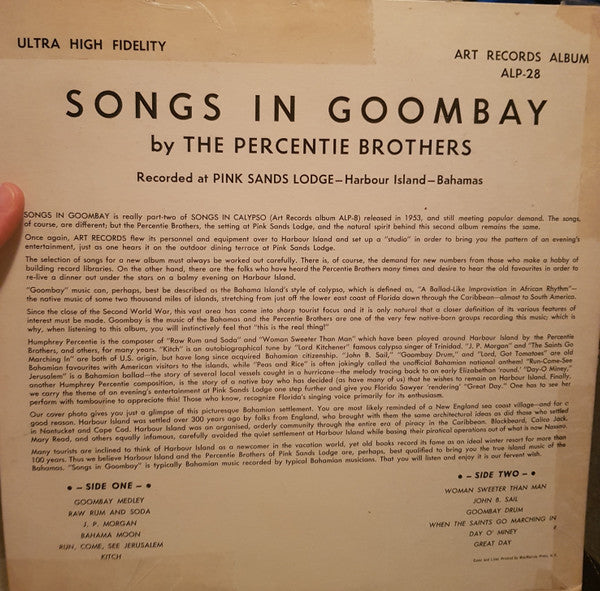 ULTRA HIGH FIDELITY
ART RECORDS ALBUM
ALP-28
SONGS IN GOOMBAY
by THE PERCENTIE BROTHERS
Recorded at PINK SANDS LODGE—Harbour Island—Bahamas
SONGS IN GOOMBAY is really part-two of SONGS IN CALYPSO (Art Records album ALP-8) released in 1953, and still meeting popular demand. The songs,
of course, are different; but the Percentie Brothers, the setting at Pink Sands Lodge, and the natural spirit behind this second album remains the same.
Once again, ART RECORDS flew its personnel and equipment over to Harbour Island and set up a "studio" in order to bring you the pattern of an evening's
entertainment, just as one hears it on the outdoor dining terrace at Pink Sands Lodge.
The selection of songs for a new album must always be worked out carefully. There is, of course, the demand for new numbers from those who make a hobby of
building record libraries. On the other hand, there are the folks who have heard the Percentie Brothers many times and desire to hear the old favourites in order to
re-live a dinner out under the stars on a balmy evening on Harbour Island.
"Goombay" music can, perhaps, best be described as the Bahama Island's style of calypso, which is defined as, "A Ballad-Like Improvistion in African Rhythm"—
the native music of some two thousand miles of islands, stretching from just off the lower east coast of Florida down through the Caribbean—almost to South America.
Since the close of the Second World War, this vast area has come into sharp tourist focus and it is only natural that a closer definition of its various features of
interest must be made. Goombay is the music of the Bahamas and the Percentie Brothers are one of the very few native-born groups recording this music; which is
why, when listening to this album, you will instinctively feel that "this is the real thing!"
Humphrey Percentie is the composer of "Raw Rum and Soda" and "Woman Sweeter Than Man" which have been played around Harbour Island by the Percentie
Brothers, and others, for many years. "Kitch" is an autobiographical tune by "Lord Kitchener" famous calypso singer of Trinidad. "J. P. Morgan" and "The Saints Go
Marching In" are both of U.S. origin, but have long since acquired Bahamian citizenship. "John B. Sail," "Goombay Drum," and "Lord, Got Tomatoes" are old
Bahamian favourites with American visitors to the islands, while "Peas and Rice" is often jokingly called the unofficial Bahamian national anthem! "Run-Come-See
Jerusalem" is a Bahamian ballad—the story of several local vessels caught in a hurricane—the melody tracing back to an early Elizabethan 'round.' "Day-O Miney,"
another Humphrey Percentie composition, is the story of a native boy who has decided (as have many of us) that he wishes to remain on Harbour Island. Finally,
we carry the theme of an evening's entertainment at Pink Sands Lodge one step further and give you Florida Sawyer 'rendering' "Great Day." One has to see her
perform with tambourine to appreciate this! Those who know, recognize Florida's singing voice primarily for its enthusiasm.
Our cover photo gives you just a glimpse of this picturesque Bahamian settlement. You are most likely reminded of a New England sea coast village—and for a
good reason. Harbour Island was settled over 300 years ago by folks from England, who brought with them the same architectural ideas as did those who settled
in Nantucket and Cape Cod. Harbour Island was an organised, orderly community through the entire era of piracy in the Caribbean. Blackbeard, Calico Jack,
Mary Read, and others equally infamous, carefully avoided the quiet settlement at Harbour Island while basing their piratical operations out of what is now Nassau.
Many tourists are inclined to think of Harbour Island as a newcomer in the vacation world, yet old books record its fame as an ideal winter resort for more than
100 years. Thus we believe Harbour Island and the Percentie Brothers of Pink Sands Lodge are, perhaps, best qualified to bring you the true island music of the
Bahamas. "Songs in Goombay" is typically Bahamian music recorded by typical Bahamian musicians. That you will listen and enjoy it is our fervent wish.
• – SIDE ONE – •
GOOMBAY MEDLEY
RAW RUM AND SODA
J. P. MORGAN
BAHAMA MOON
RUN, COME, SEE JERUSALEM
KITCH
• – SIDE TWO – •
WOMAN SWEETER THAN MAN
JOHN B. SAIL
GOOMBAY DRUM
WHEN THE SAINTS GO MARCHING IN
DAY O' MINEY
GREAT DAY